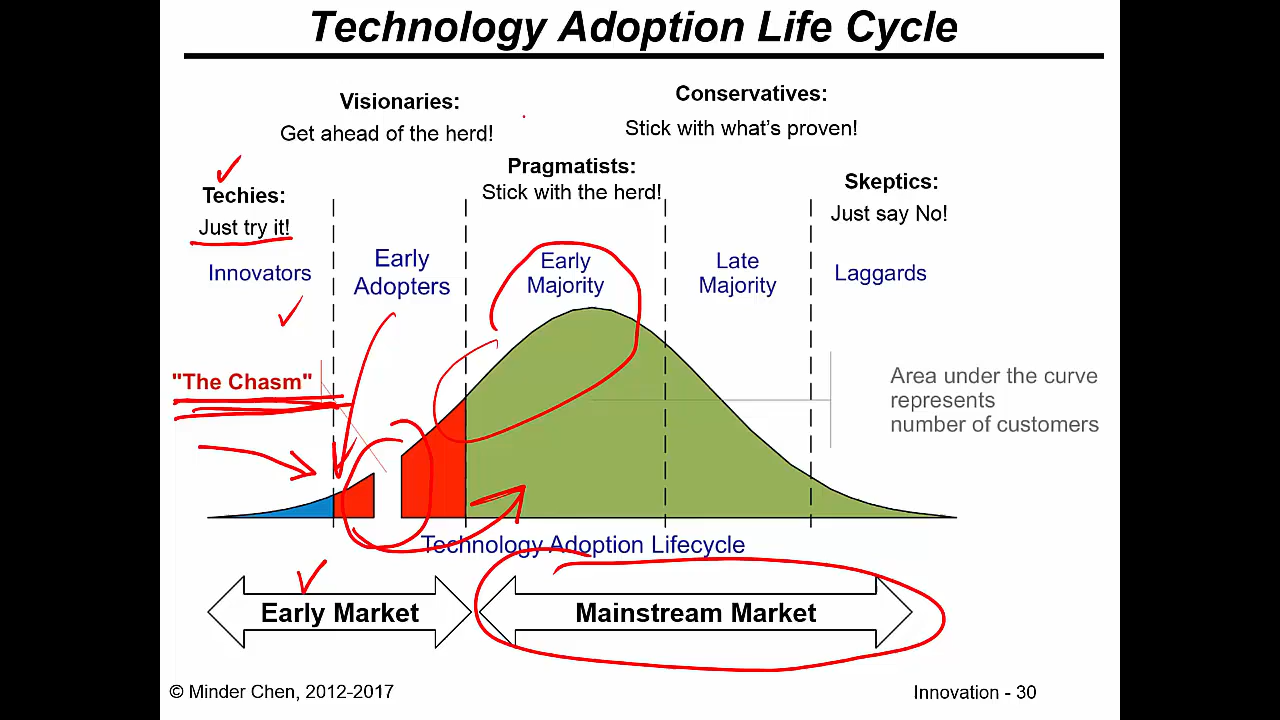 Technology Adoption Life Cycle
Visionaries:
Get ahead of the herd!
Conservatives:
Stick with what's proven!
Techies:
Just try it!
Pragmatists:
Stick with the herd!
Skeptics:
Just say No!
Innovators
Early
Adopters
Early
Majority
Late
Majority
Laggards
"The Chasm"
Area under the curve
represents
number of customers
Technology Adoption Lifecycle
Early Market
Mainstream Market
© Minder Chen, 2012-2017
Innovation - 30